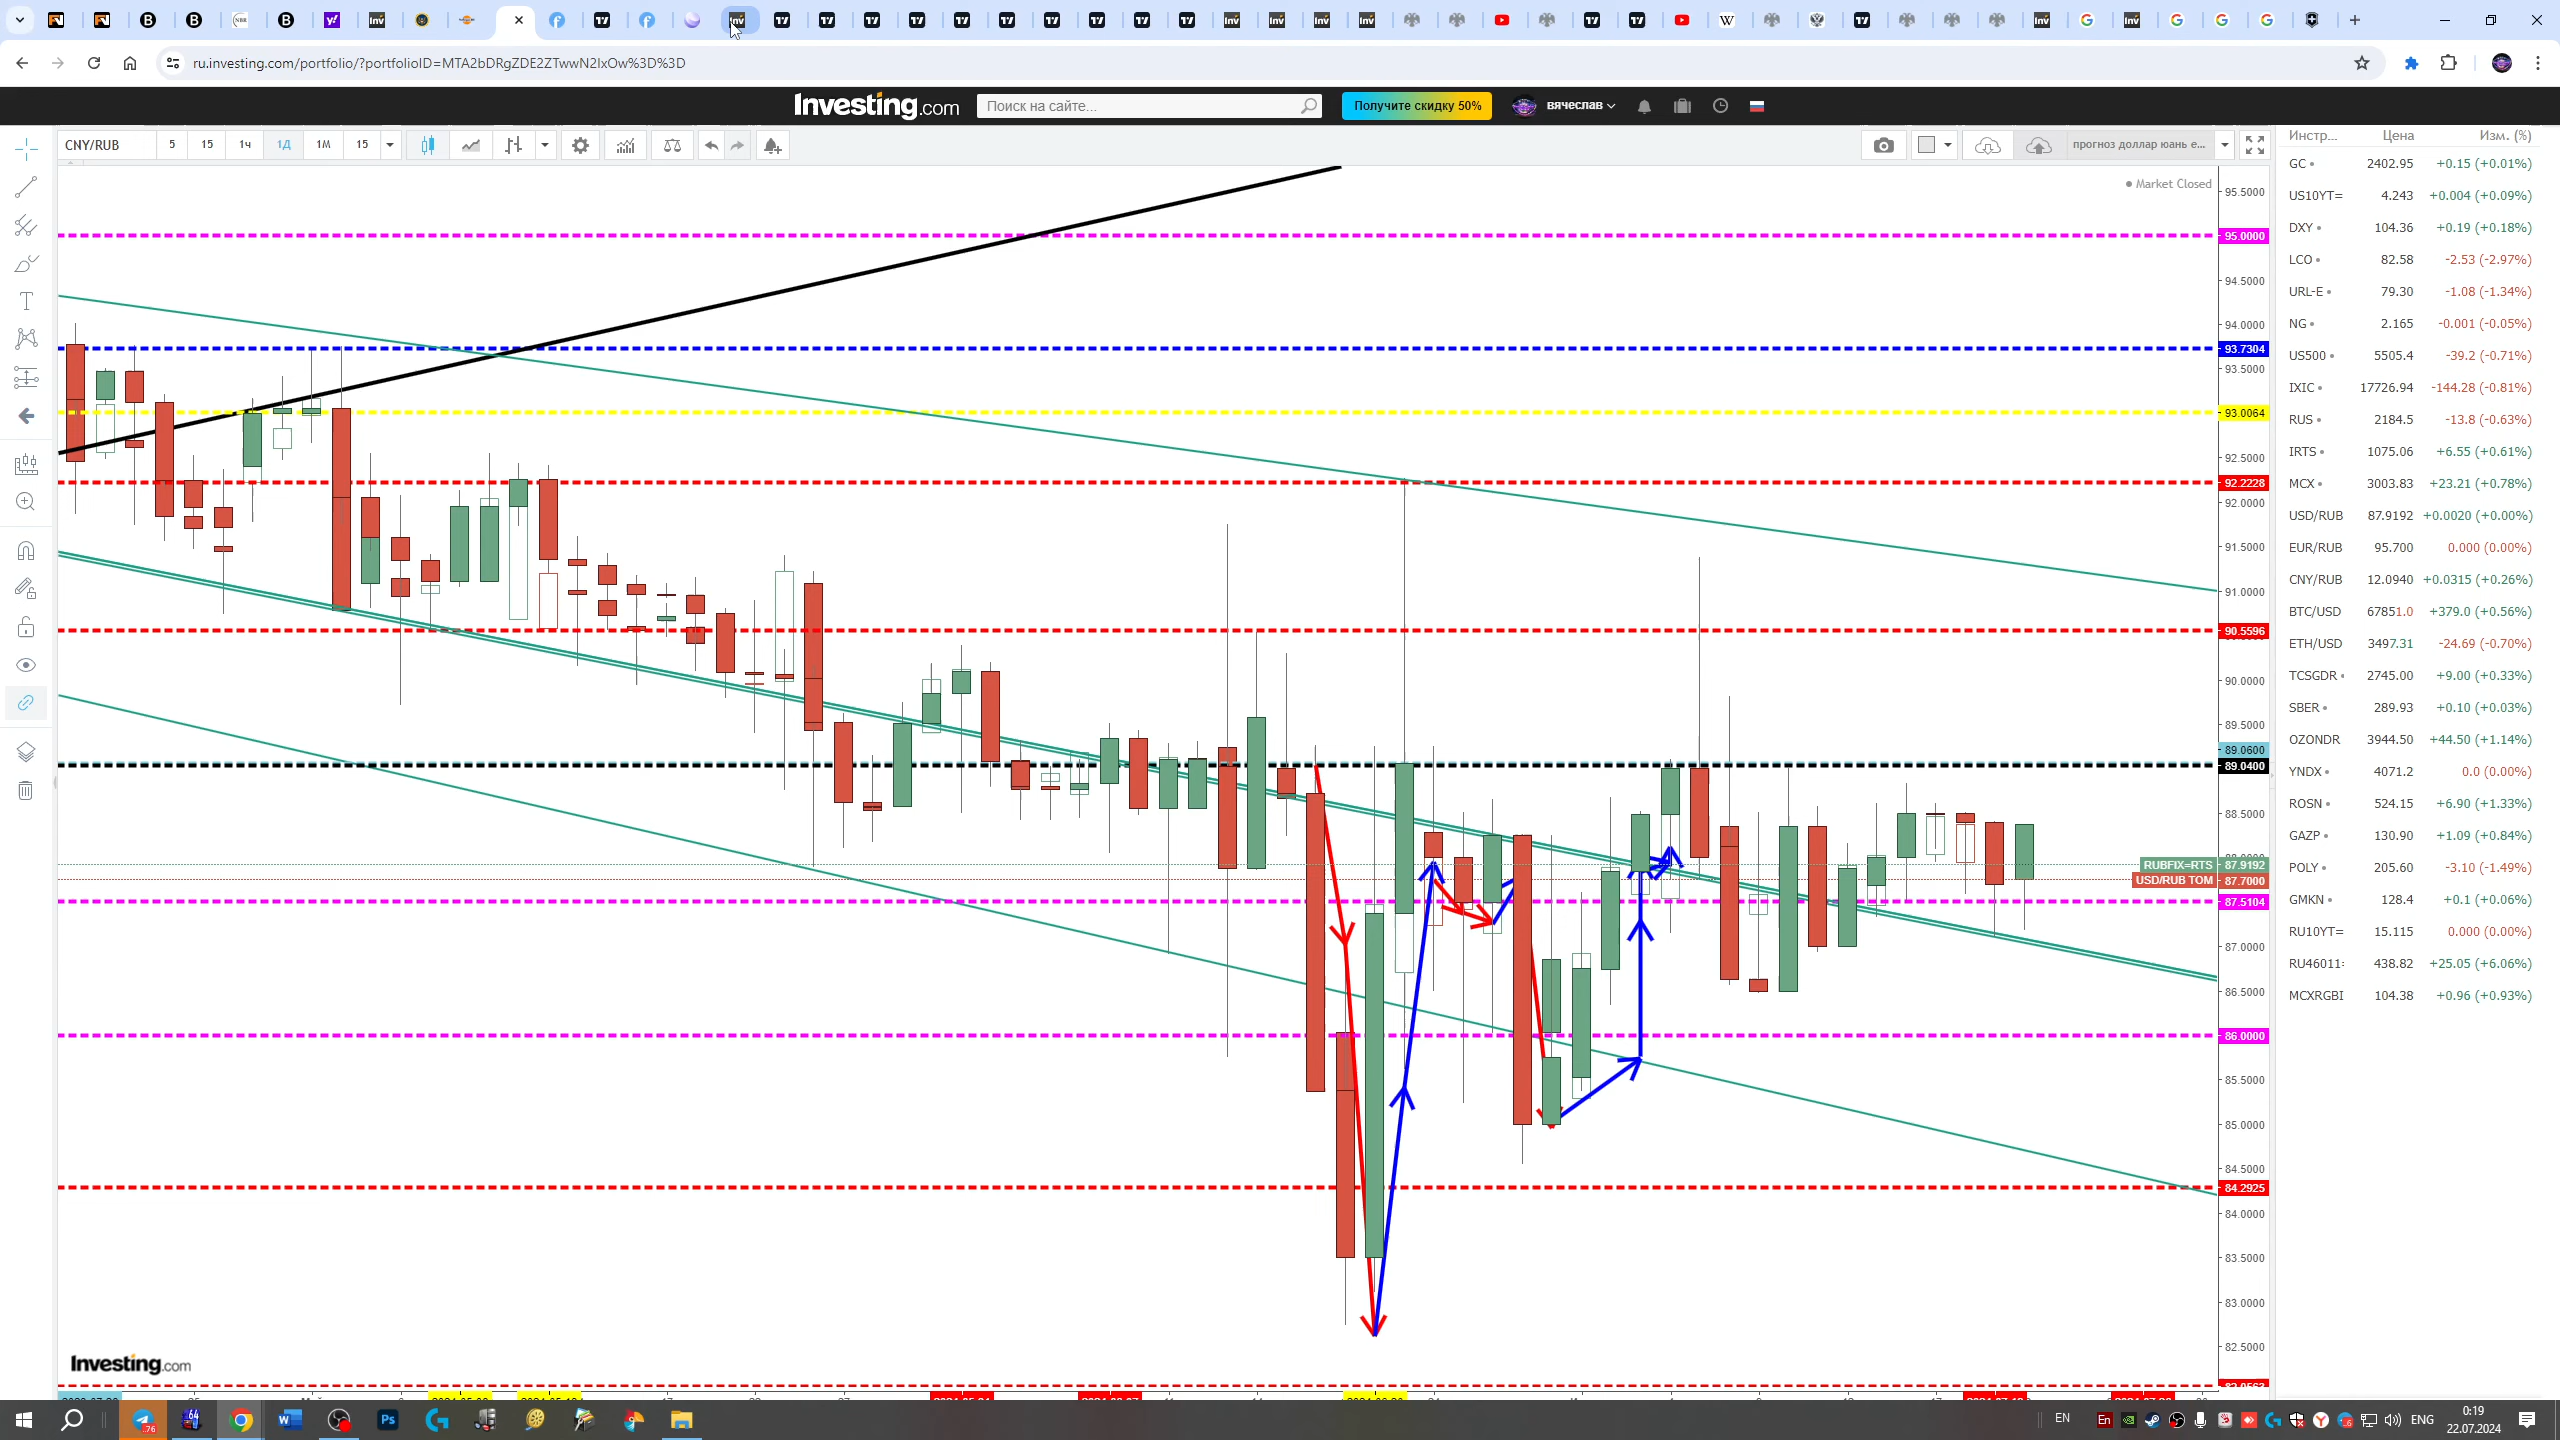 ru.investing.com/portfolio/?portfolioID=MTA2bDRgZDE2ZTwwN2IxOw%3D%3D
Investing.com
Поиск на сайте...
Получите скидку 50%
вячеслав
CNY/RUB
5
15
1ч
1Д
1М
15
прогноз доллар юань е...
Market Closed
95.5000
95.0000
94.5000
94.0000
93.7304
93.5000
93.0064
92.5000
92.2228
92.0000
91.5000
91.0000
90.5596
90.0000
89.5000
89.0600
89.0400
88.5000
RUBFIX=RTS 87.9192
USD/RUB TOM 87.7000
87.5104
87.0000
86.5000
86.0000
85.5000
85.0000
84.5000
84.2925
84.0000
83.5000
83.0000
82.5000
Investing.com
Инстр... Цена Изм. (%)
GC 2402.95 +0.15 (+0.01%)
US10YT= 4.243 +0.004 (+0.09%)
DXY 104.36 +0.19 (+0.18%)
LCO 82.58 -2.53 (-2.97%)
URL-E 79.30 -1.08 (-1.34%)
NG 2.165 -0.001 (-0.05%)
US500 5505.4 -39.2 (-0.71%)
IXIC 17726.94 -144.28 (-0.81%)
RUS 2184.5 -13.8 (-0.63%)
IRTS 1075.06 +6.55 (+0.61%)
MCX 3003.83 +23.21 (+0.78%)
USD/RUB 87.9192 +0.0020 (+0.00%)
EUR/RUB 95.700 0.000 (0.00%)
CNY/RUB 12.0940 +0.0315 (+0.26%)
BTC/USD 67851.0 +379.0 (+0.56%)
ETH/USD 3497.31 -24.69 (-0.70%)
TCSGDR 2745.00 +9.00 (+0.33%)
SBER 289.93 +0.10 (+0.03%)
OZONDR 3944.50 +44.50 (+1.14%)
YNDX 4071.2 0.0 (0.00%)
ROSN 524.15 +6.90 (+1.33%)
GAZP 130.90 +1.09 (+0.84%)
POLY 205.60 -3.10 (-1.49%)
GMKN 128.4 +0.1 (+0.06%)
RU10YT= 15.115 0.000 (0.00%)
RU46011: 438.82 +25.05 (+6.06%)
MCXRGBI 104.38 +0.96 (+0.93%)
EN
ENG
0:19
22.07.2024